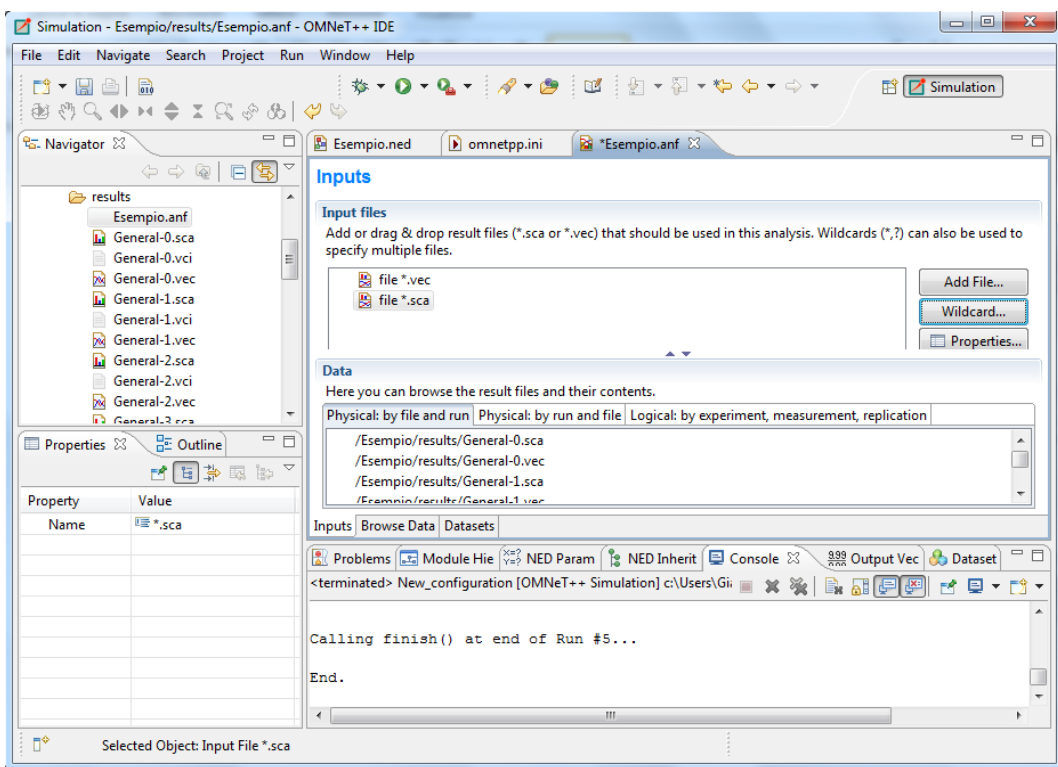 Simulation - Esempio/results/Esempio.anf - OMNeT++ IDE
File Edit Navigate Search Project Run Window Help
Simulation
Navigator
results
Esempio.anf
General-0.sca
General-0.vci
General-0.vec
General-1.sca
General-1.vci
General-1.vec
General-2.sca
General-2.vci
General-2.vec
General-3.sca
Properties Outline
Property Value
Name *.sca
Esempio.ned omnetpp.ini *Esempio.anf
Inputs
Input files
Add or drag & drop result files (*.sca or *.vec) that should be used in this analysis. Wildcards (*,?) can also be used to
specify multiple files.
file *.vec
file *.sca
Add File...
Wildcard...
Properties...
Data
Here you can browse the result files and their contents.
Physical: by file and run Physical: by run and file Logical: by experiment, measurement, replication
/Esempio/results/General-0.sca
/Esempio/results/General-0.vec
/Esempio/results/General-1.sca
/Esempio/results/General-1.vec
Inputs Browse Data Datasets
Problems Module Hie NED Param NED Inherit Console Output Vec Dataset
<terminated> New_configuration [OMNeT++ Simulation] c:\Users\Gi
Calling finish() at end of Run #5...
End.
Selected Object: Input File *.sca